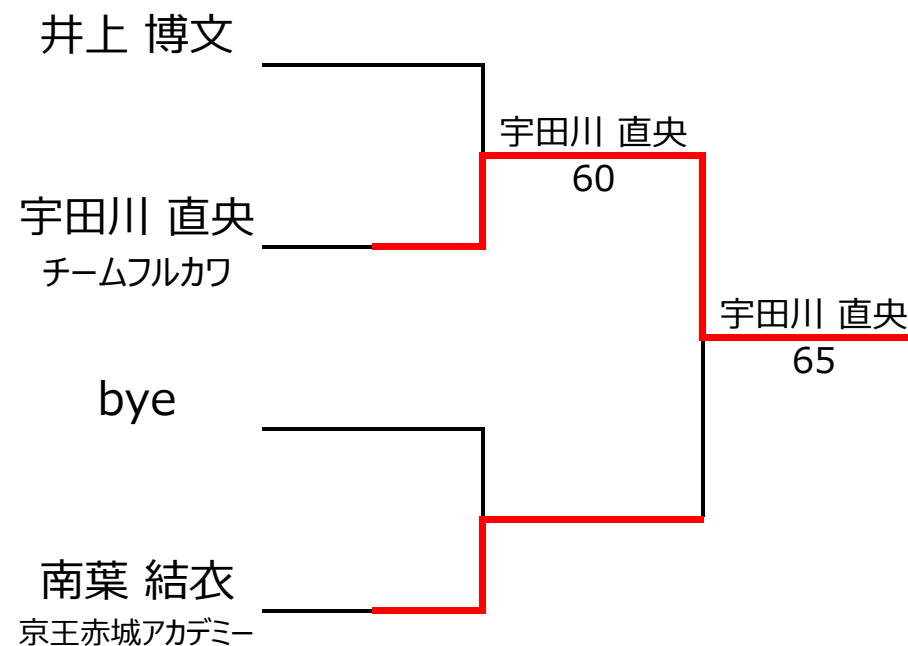 井上 博文
宇田川 直央
60
宇田川 直央
チームフルカワ
宇田川 直央
65
bye
南葉 結衣
京王赤城アカデミー